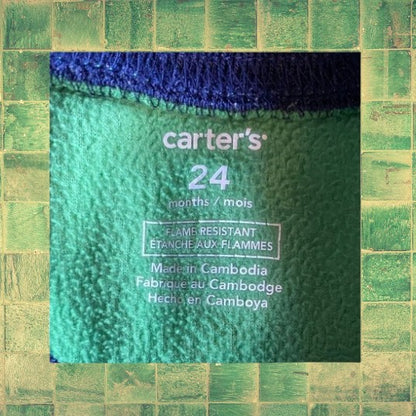 carter's
24
months / mois
FLAME RESISTANT
ÉTANCHE AUX FLAMMES
Made in Cambodia
Fabriqué au Cambodge
Hecho en Camboya